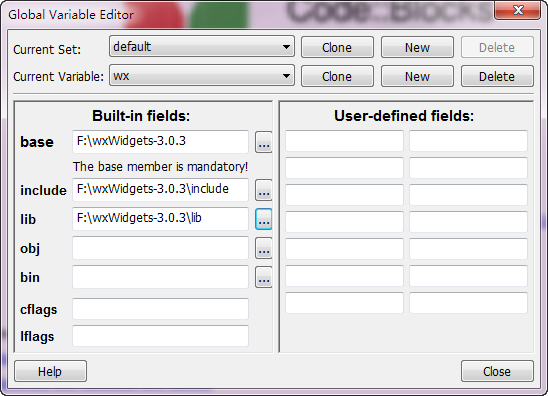 Code::Blocks
Global Variable Editor
Current Set: default Clone New Delete
Current Variable: wx Clone New Delete
Built-in fields: User-defined fields:
base F:\wxWidgets-3.0.3 ...
The base member is mandatory!
include F:\wxWidgets-3.0.3\include ...
lib F:\wxWidgets-3.0.3\lib ...
obj ...
bin ...
cflags
lflags
Help Close